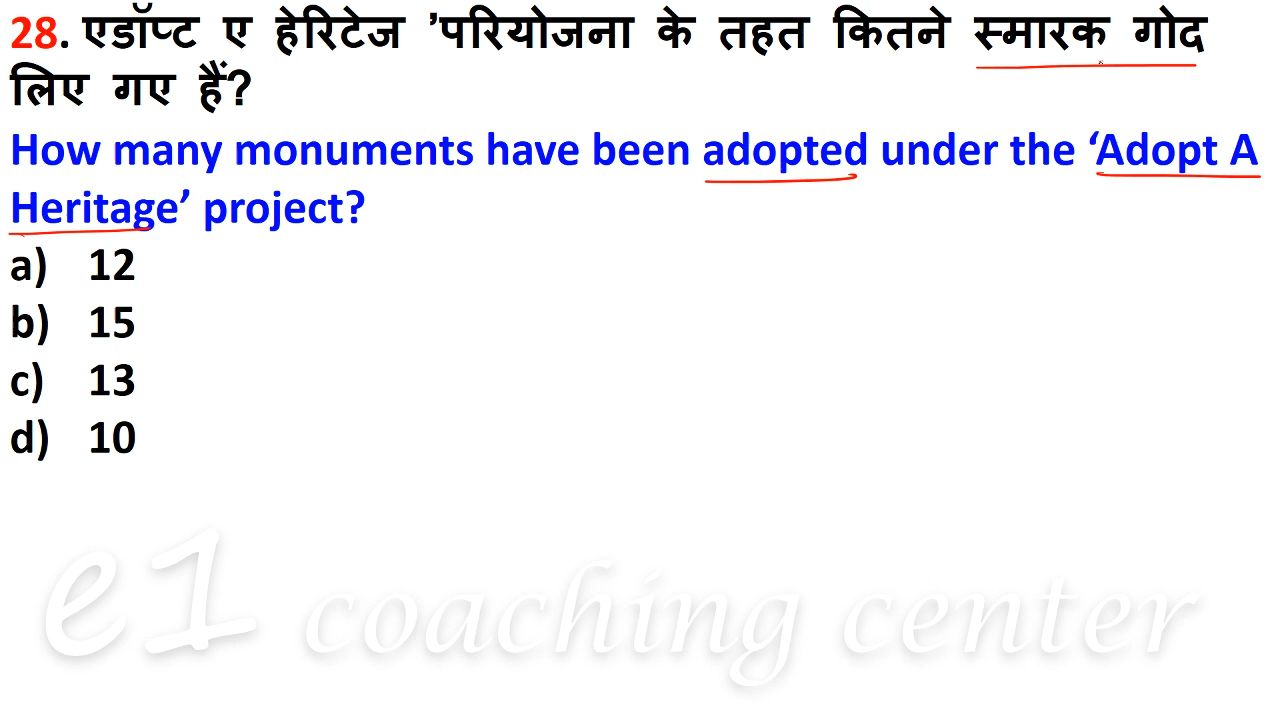 28. एडॉप्ट ए हेरिटेज ’परियोजना के तहत कितने स्मारक गोद
लिए गए हैं?
How many monuments have been adopted under the ‘Adopt A
Heritage’ project?
a) 12
b) 15
c) 13
d) 10
e1 coaching center